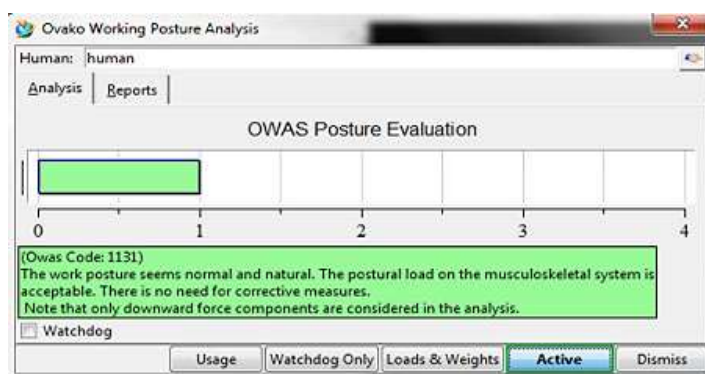 Ovako Working Posture Analysis
Human: human
Analysis Reports
OWAS Posture Evaluation
0 1 2 3 4
(Owas Code: 1131)
The work posture seems normal and natural. The postural load on the musculoskeletal system is
acceptable. There is no need for corrective measures.
Note that only downward force components are considered in the analysis.
Watchdog
Usage Watchdog Only Loads & Weights Active Dismiss